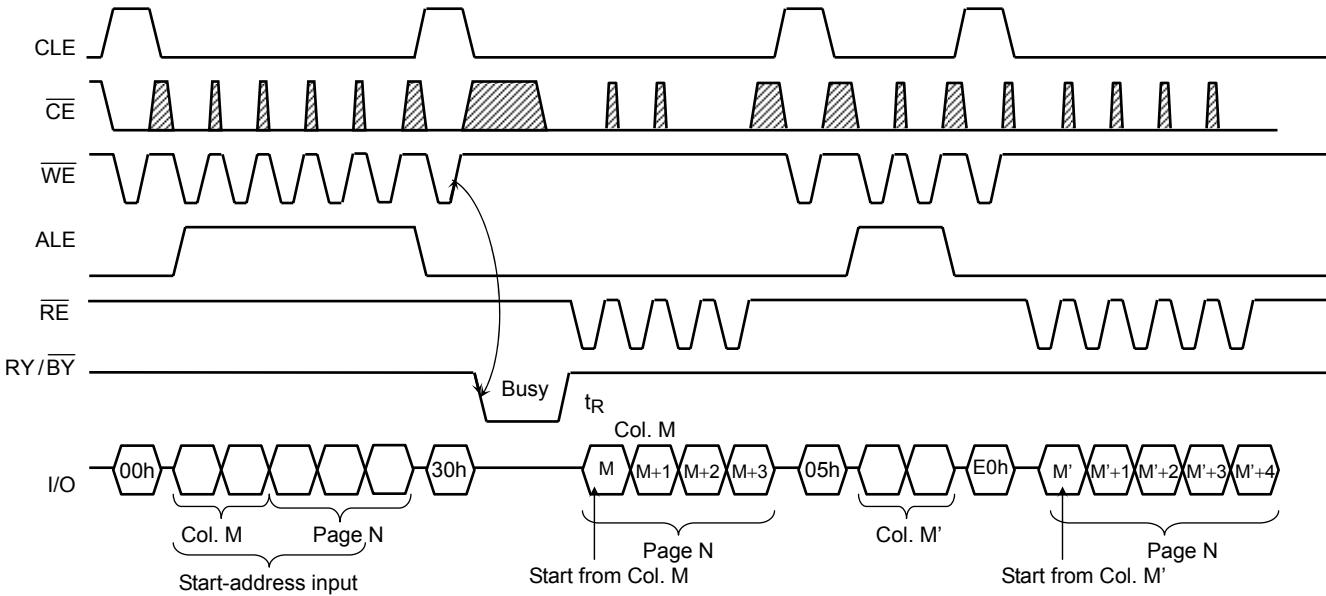 CLE
CE
WE
ALE
RE
RY/BY
Busy
tR
Col. M
I/O
00h
30h
M
M+1
M+2
M+3
05h
E0h
M'
M'+1
M'+2
M'+3
M'+4
Col. M
Page N
Col. M'
Page N
Page N
Start-address input
Start from Col. M
Start from Col. M'